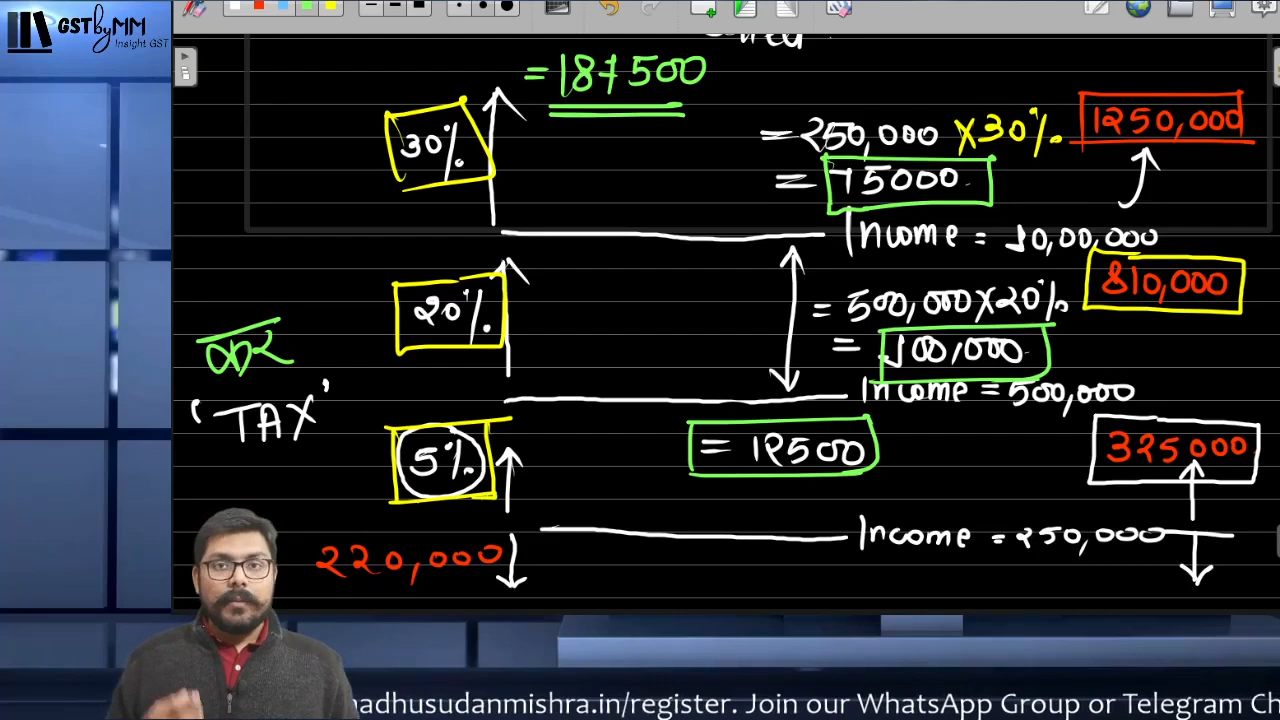 GSTbyMM
Insight GST
= 187500
30%
= 250,000 X 30%
1250,000
= 75000
Income = 10,00,000
20%
810,000
= 500,000 X 20%
= 100,000
Income = 500,000
'TAX'
5%
= 12500
325000
Income = 250,000
220,000
adhusudanmishra.in/register. Join our WhatsApp Group or Telegram Ch